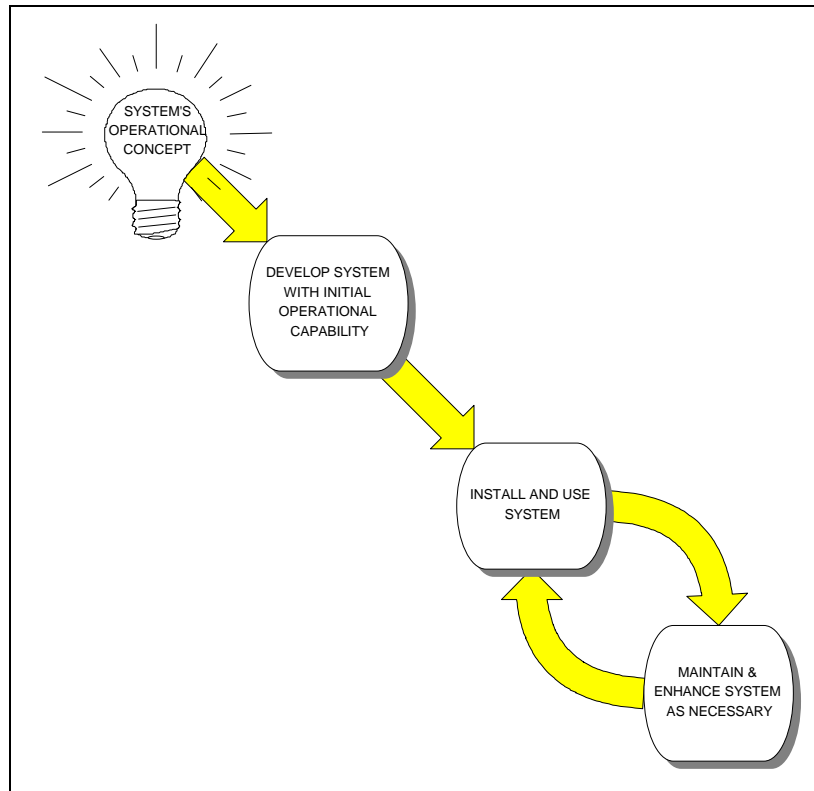 SYSTEM'S
OPERATIONAL
CONCEPT
DEVELOP SYSTEM
WITH INITIAL
OPERATIONAL
CAPABILITY
INSTALL AND USE
SYSTEM
MAINTAIN &
ENHANCE SYSTEM
AS NECESSARY